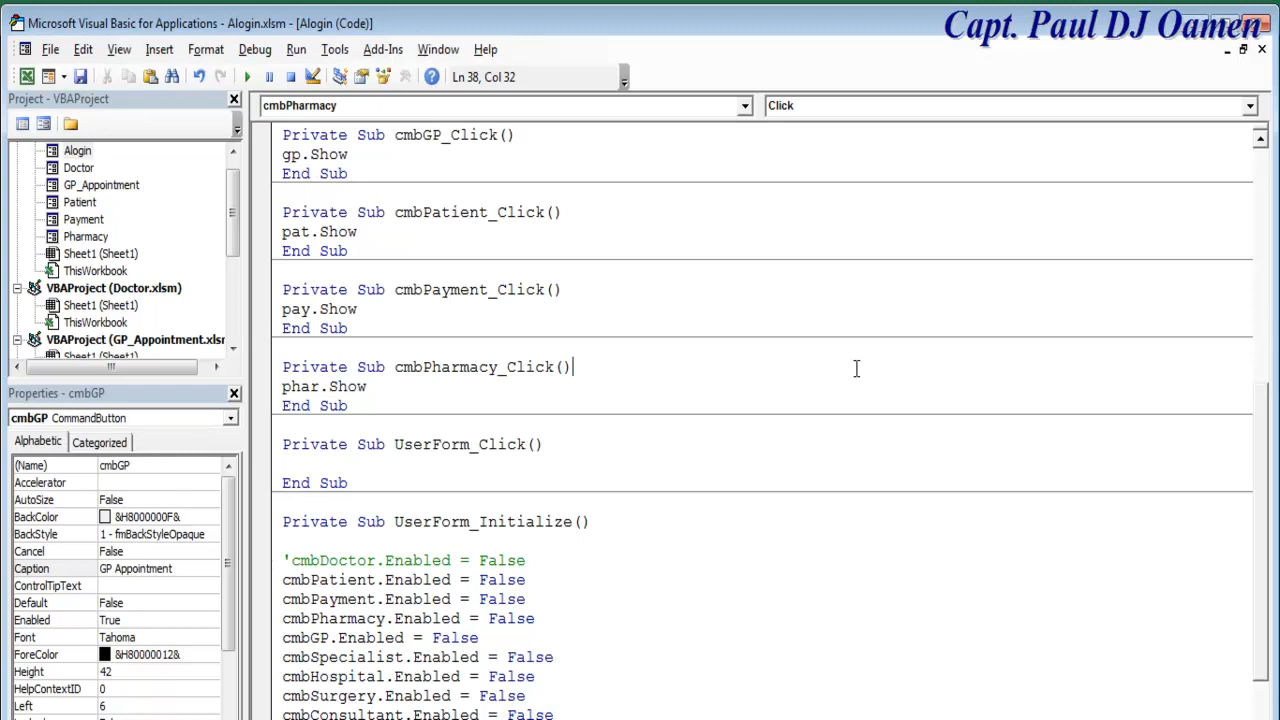 Microsoft Visual Basic for Applications - Alogin.xlsm - [Alogin (Code)]
Capt. Paul DJ Oamen
File Edit View Insert Format Debug Run Tools Add-Ins Window Help
Ln 38, Col 32
Project - VBAProject
cmbPharmacy
Click
Alogin
Doctor
GP_Appointment
Patient
Payment
Pharmacy
Sheet1 (Sheet1)
ThisWorkbook
VBAProject (Doctor.xlsm)
Sheet1 (Sheet1)
ThisWorkbook
VBAProject (GP_Appointment.xlsm
Sheet1 (Sheet1)
Properties - cmbGP
cmbGP CommandButton
Alphabetic Categorized
(Name) cmbGP
Accelerator
AutoSize False
BackColor &H8000000F&
BackStyle 1 - fmBackStyleOpaque
Cancel False
Caption GP Appointment
ControlTipText
Default False
Enabled True
Font Tahoma
ForeColor &H80000012&
Height 42
HelpContextID 0
Left 6
Private Sub cmbGP_Click()
gp.Show
End Sub
Private Sub cmbPatient_Click()
pat.Show
End Sub
Private Sub cmbPayment_Click()
pay.Show
End Sub
Private Sub cmbPharmacy_Click()
phar.Show
End Sub
Private Sub UserForm_Click()
End Sub
Private Sub UserForm_Initialize()
'cmbDoctor.Enabled = False
cmbPatient.Enabled = False
cmbPayment.Enabled = False
cmbPharmacy.Enabled = False
cmbGP.Enabled = False
cmbSpecialist.Enabled = False
cmbHospital.Enabled = False
cmbSurgery.Enabled = False
cmbConsultant.Enabled = False